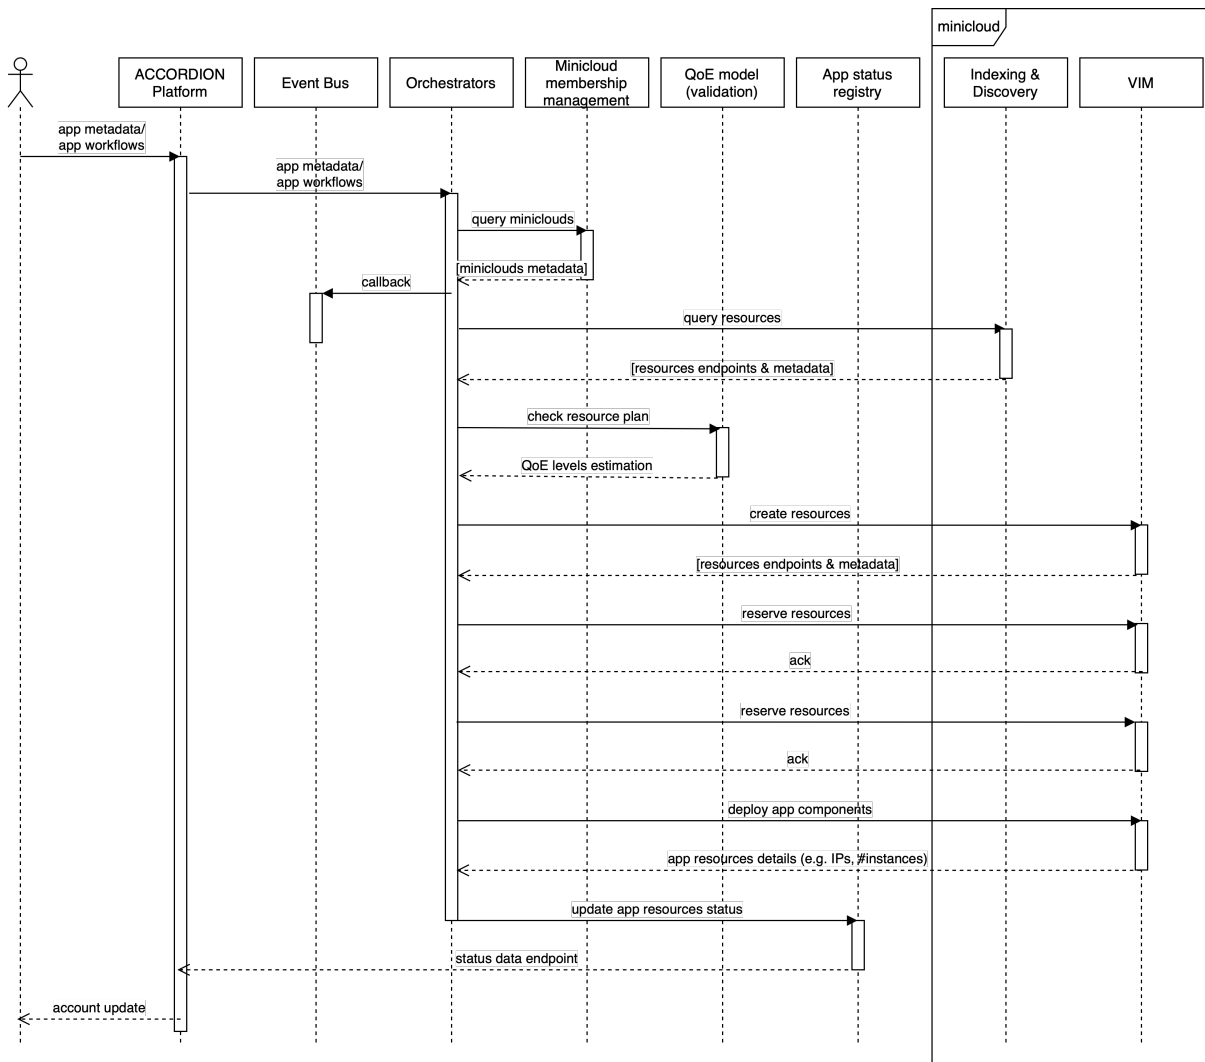 minicloud
ACCORDION
Platform
Event Bus
Orchestrators
Minicloud
membership
management
QoE model
(validation)
App status
registry
Indexing &
Discovery
VIM
app metadata/
app workflows
app metadata/
app workflows
query miniclouds
[miniclouds metadata]
callback
query resources
[resources endpoints & metadata]
check resource plan
QoE levels estimation
create resources
[resources endpoints & metadata]
reserve resources
ack
reserve resources
ack
deploy app components
app resources details (e.g. IPs, #instances)
update app resources status
status data endpoint
account update